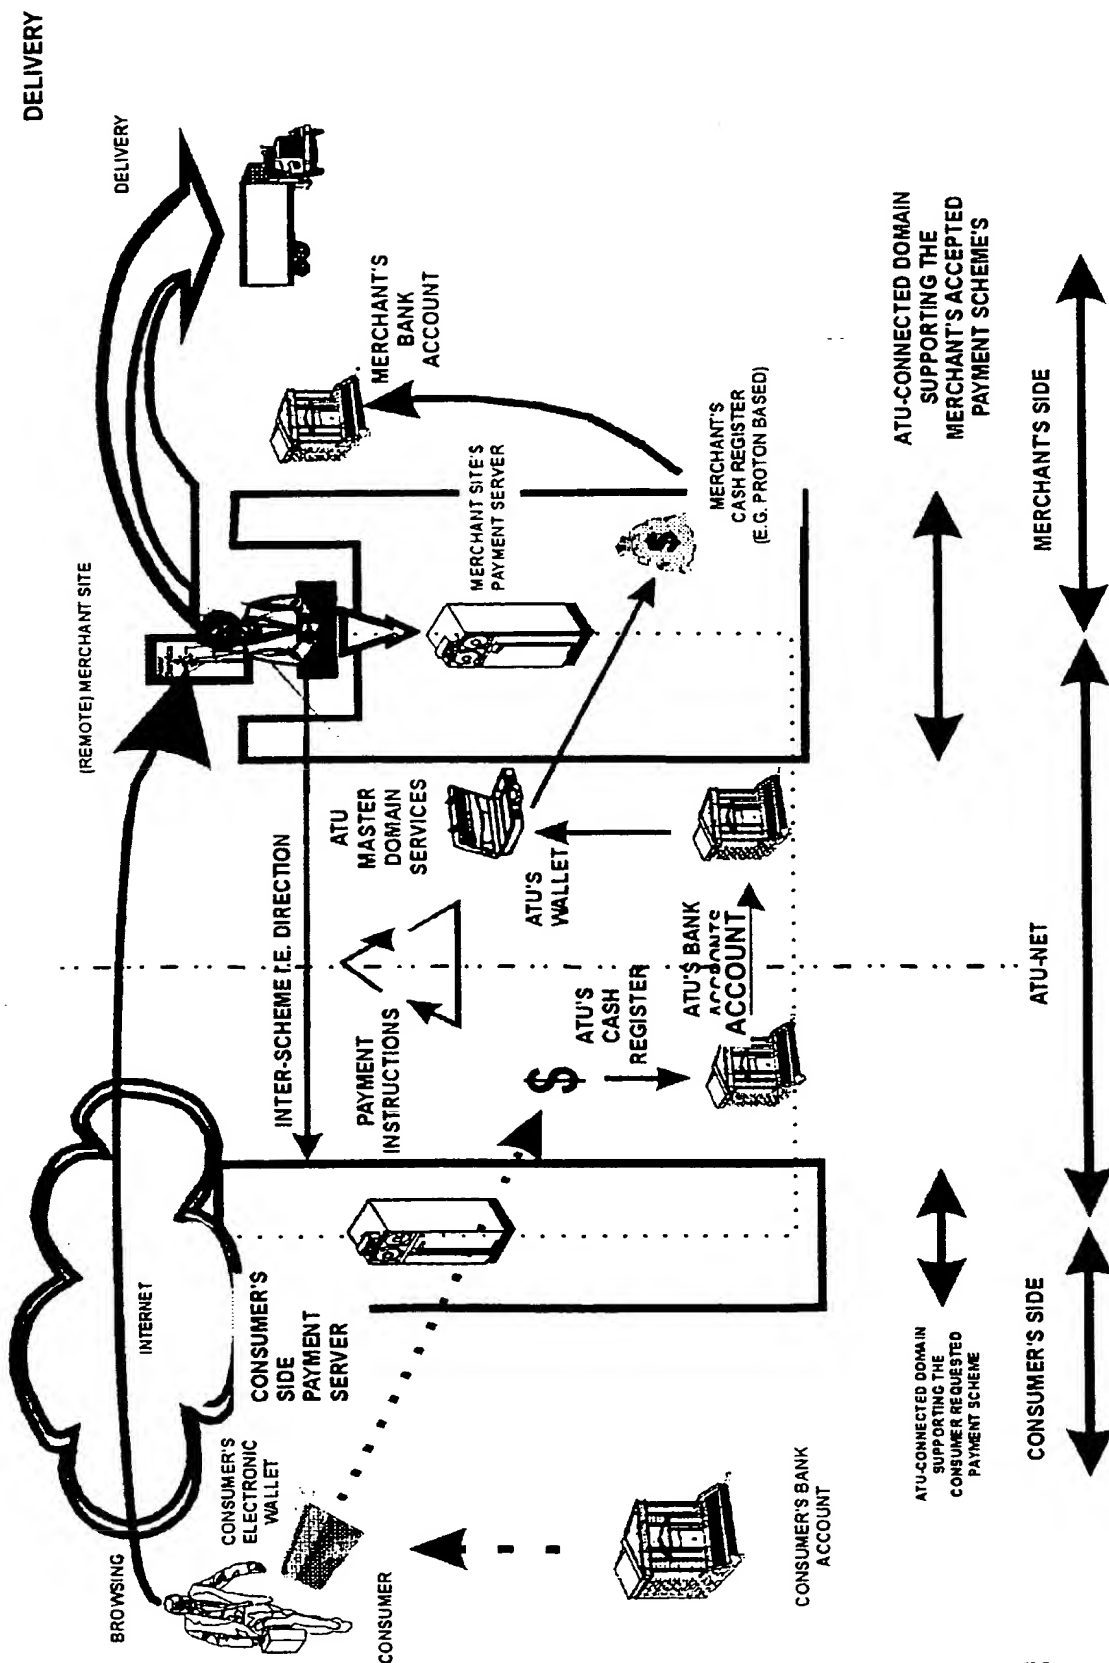 DELIVERY
DELIVERY
(REMOTE) MERCHANT SITE
MERCHANT'S
BANK
ACCOUNT
MERCHANT SITE'S
PAYMENT SERVER
MERCHANT'S
CASH REGISTER
(E.G. PROTON BASED)
ATU-CONNECTED DOMAIN
SUPPORTING THE
MERCHANT'S ACCEPTED
PAYMENT SCHEME'S
MERCHANT'S SIDE
INTER-SCHEME I.E. DIRECTION
ATU
MASTER
DOMAIN
SERVICES
ATU'S
WALLET
PAYMENT
INSTRUCTIONS
$
ATU'S
CASH
REGISTER
ATU'S BANK
ACCOUNT
ATU-NET
INTERNET
CONSUMER'S
SIDE
PAYMENT
SERVER
BROWSING
CONSUMER'S
ELECTRONIC
WALLET
CONSUMER
CONSUMER'S BANK
ACCOUNT
ATU-CONNECTED DOMAIN
SUPPORTING THE
CONSUMER REQUESTED
PAYMENT SCHEME
CONSUMER'S SIDE